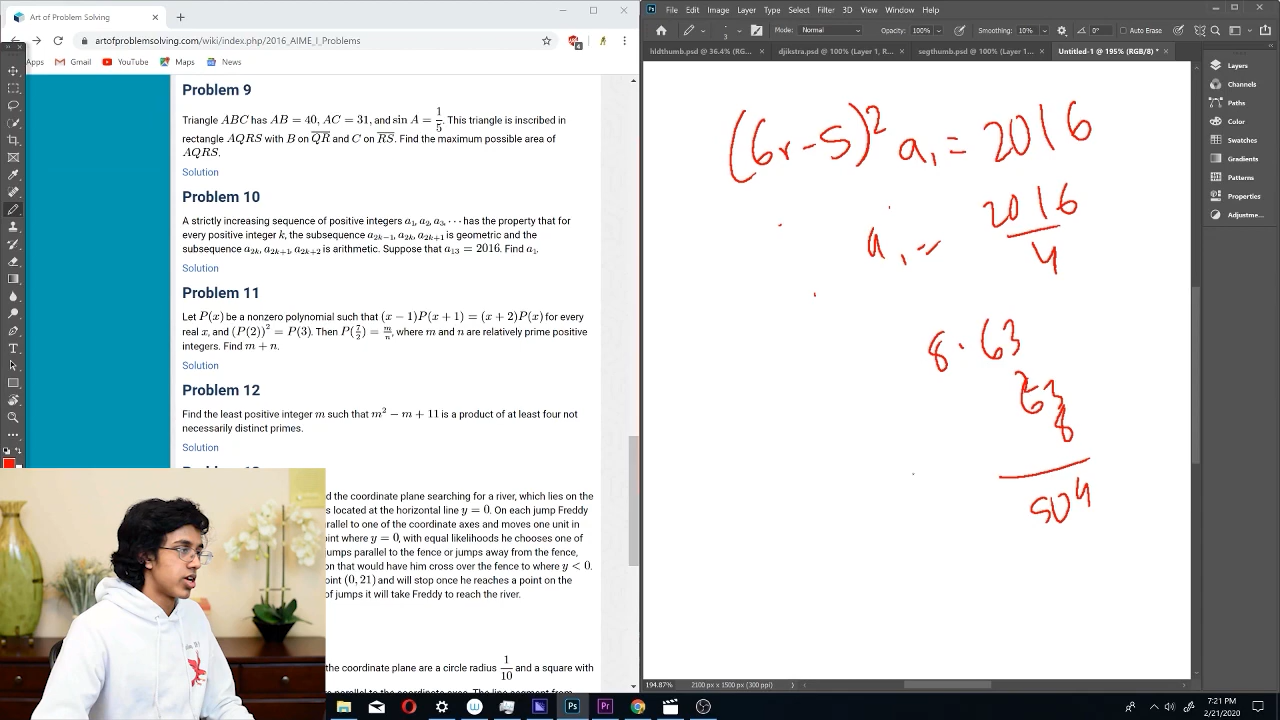 Art of Problem Solving
artofproblemsolving.com/wiki/index.php/2016_AIME_I_Problems
Apps Gmail YouTube Maps News
Problem 9
Triangle ABC has AB = 40, AC = 31, and sin A = 1/5. This triangle is inscribed in
rectangle AQRS with B on QR and C on RS. Find the maximum possible area of
AQRS.
Solution
Problem 10
A strictly increasing sequence of positive integers a₁, a₂, a₃, ⋯ has the property that for
every positive integer k, the subsequence a₂ₖ₋₁, a₂ₖ, a₂ₖ₊₁ is geometric and the
subsequence a₂ₖ, a₂ₖ₊₁, a₂ₖ₊₂ is arithmetic. Suppose that a₁₃ = 2016. Find a₁.
Solution
Problem 11
Let P(x) be a nonzero polynomial such that (x − 1)P(x + 1) = (x + 2)P(x) for every
real x, and (P(2))² = P(3). Then P(7/2) = m/n, where m and n are relatively prime positive
integers. Find m + n.
Solution
Problem 12
Find the least positive integer m such that m² − m + 11 is a product of at least four not
necessarily distinct primes.
Solution
d the coordinate plane searching for a river, which lies on the
s located at the horizontal line y = 0. On each jump Freddy
rallel to one of the coordinate axes and moves one unit in
int where y = 0, with equal likelihoods he chooses one of
umps parallel to the fence or jumps away from the fence,
on that would have him cross over the fence to where y < 0.
oint (0, 21) and will stop once he reaches a point on the
of jumps it will take Freddy to reach the river.
the coordinate plane are a circle radius 1/10 and a square with
Ps File Edit Image Layer Type Select Filter 3D View Window Help
3 Mode: Normal Opacity: 100% Smoothing: 10% 0° Auto Erase
hldthumb.psd @ 36.4% (RG... djikstra.psd @ 100% (Layer 1, R... segthumb.psd @ 100% (Layer 1... Untitled-1 @ 195% (RGB/8) *
Layers
Channels
Paths
Color
Swatches
Gradients
Patterns
Properties
Adjustme...
(6r-5)² a₁ = 2016
a₁ = 2016/4
8 · 63
63
8
504
194.87% 2100 px x 1500 px (300 ppi)
Ps Pr
7:21 PM
2/21/2020